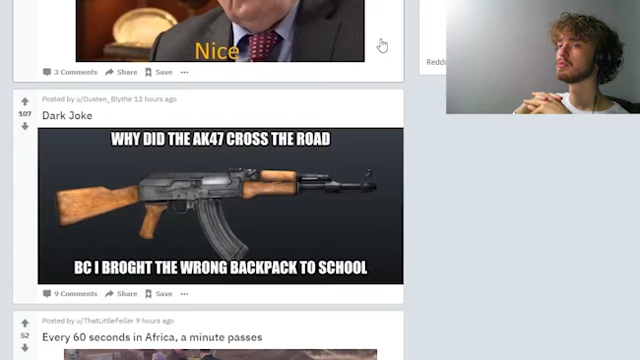 Nice
3 Comments Share Save ...
Reddi
Posted by u/Dusten_Blythe 12 hours ago
107
Dark Joke
WHY DID THE AK47 CROSS THE ROAD
BC I BROGHT THE WRONG BACKPACK TO SCHOOL
9 Comments Share Save ...
Posted by u/ThatLittleFeller 9 hours ago
52
Every 60 seconds in Africa, a minute passes